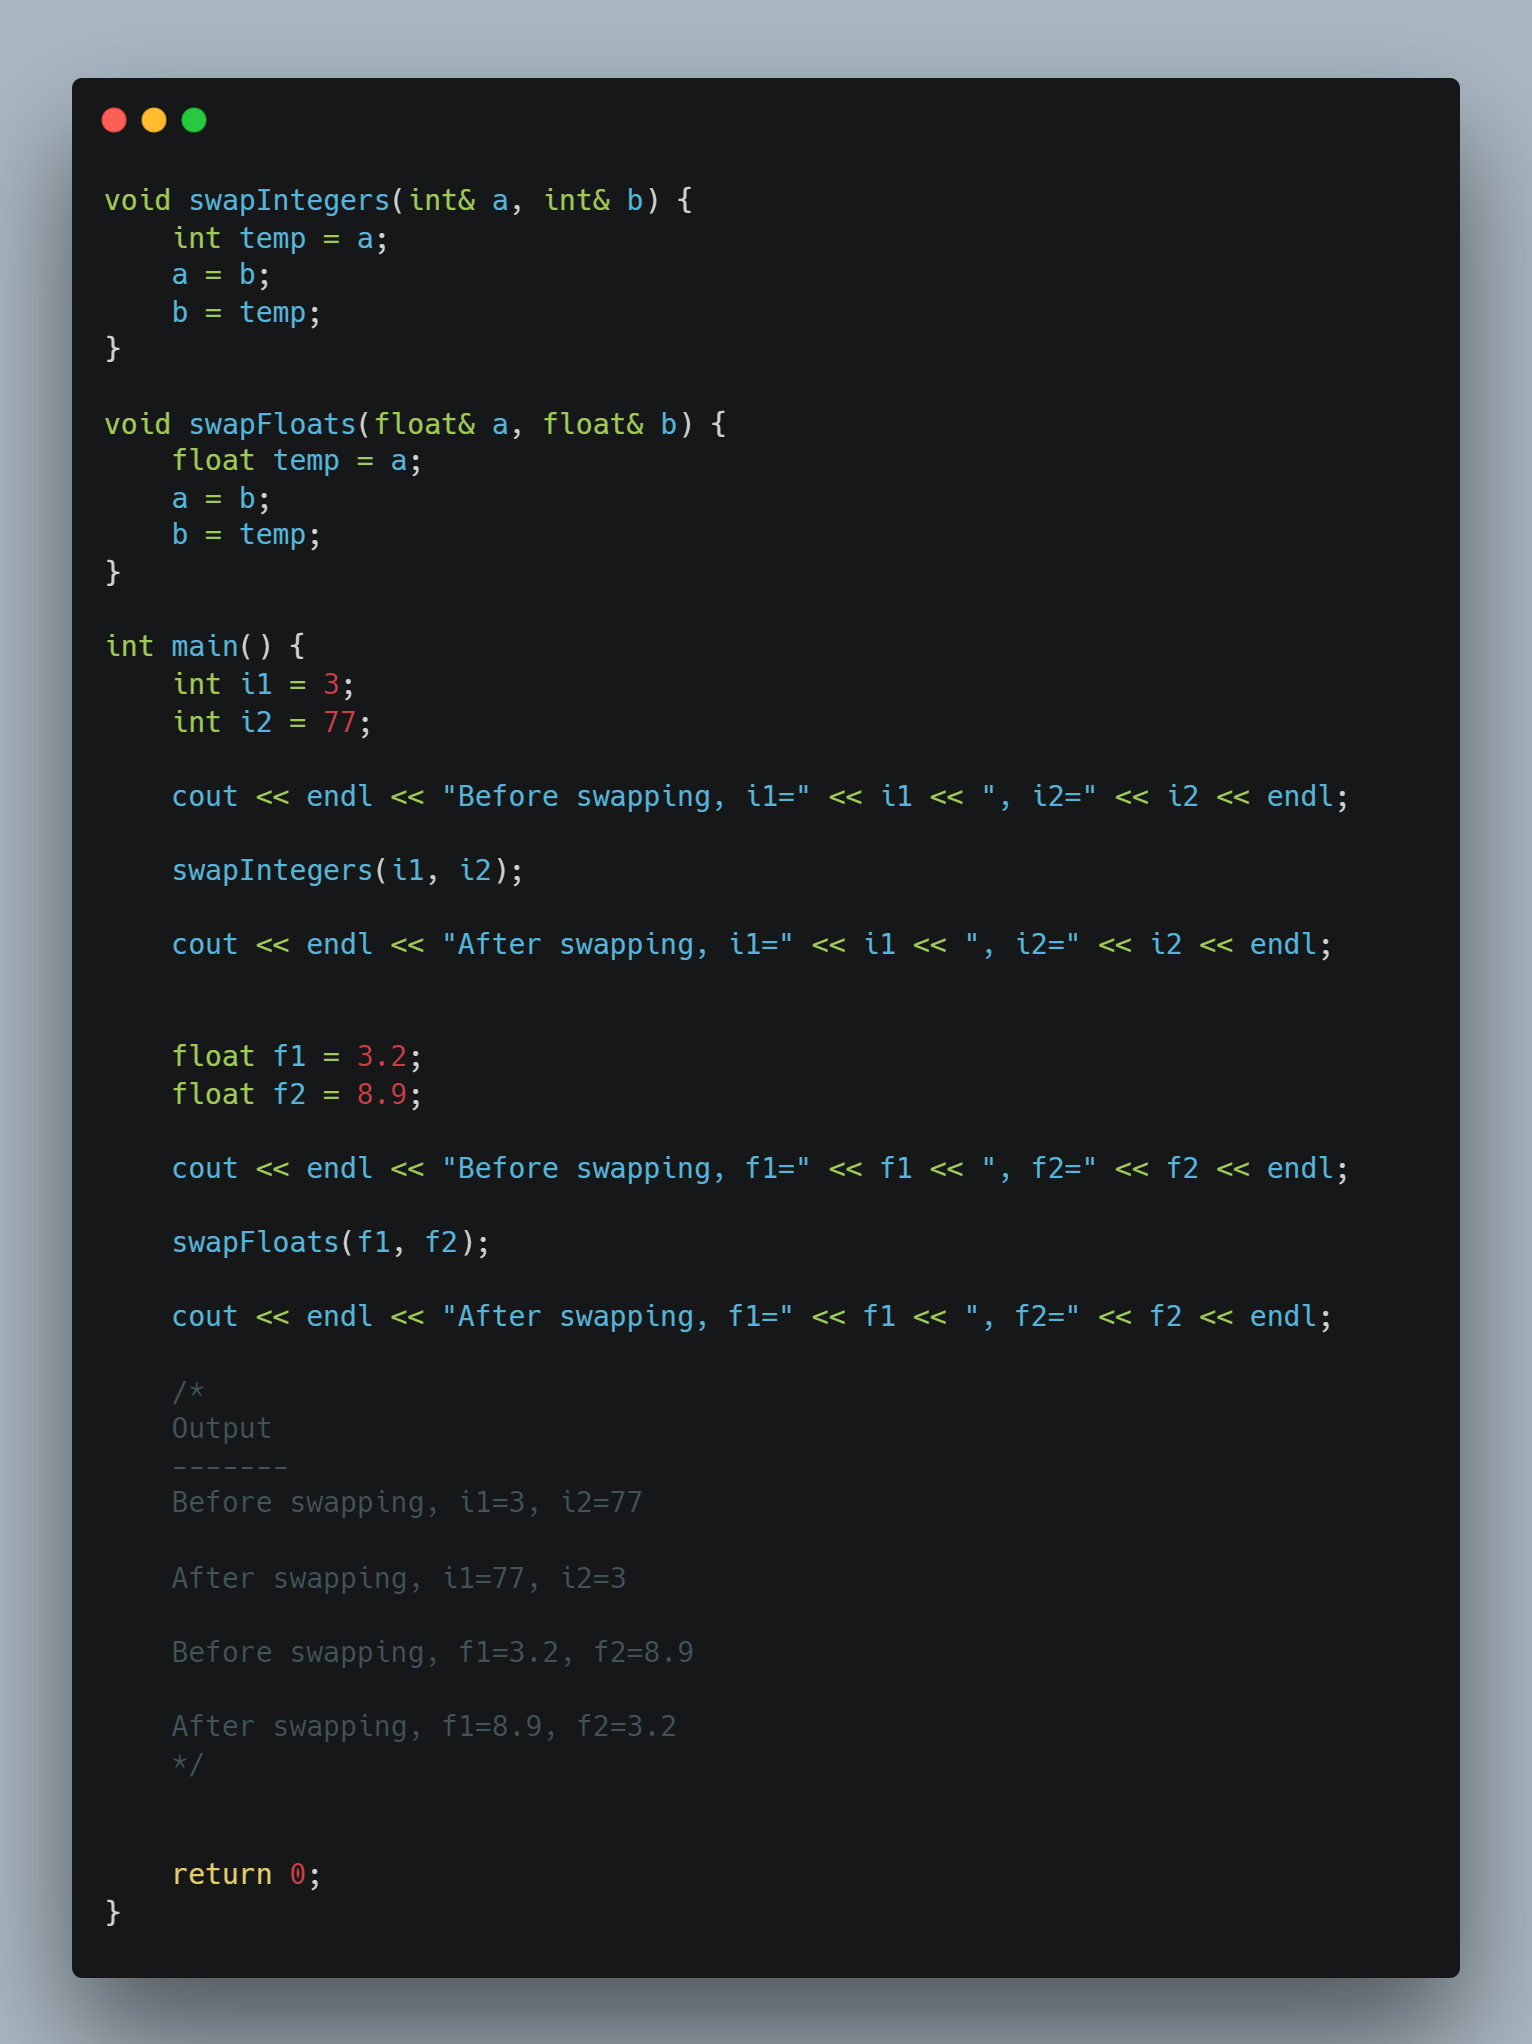 void swapIntegers(int& a, int& b) {
    int temp = a;
    a = b;
    b = temp;
}

void swapFloats(float& a, float& b) {
    float temp = a;
    a = b;
    b = temp;
}

int main() {
    int i1 = 3;
    int i2 = 77;

    cout << endl << "Before swapping, i1=" << i1 << ", i2=" << i2 << endl;

    swapIntegers(i1, i2);

    cout << endl << "After swapping, i1=" << i1 << ", i2=" << i2 << endl;


    float f1 = 3.2;
    float f2 = 8.9;

    cout << endl << "Before swapping, f1=" << f1 << ", f2=" << f2 << endl;

    swapFloats(f1, f2);

    cout << endl << "After swapping, f1=" << f1 << ", f2=" << f2 << endl;

    /*
    Output
    -------
    Before swapping, i1=3, i2=77

    After swapping, i1=77, i2=3

    Before swapping, f1=3.2, f2=8.9

    After swapping, f1=8.9, f2=3.2
    */


    return 0;
}